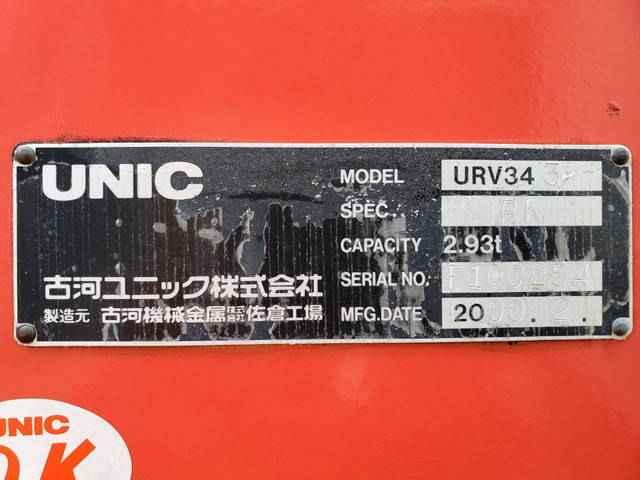 UNIC
MODEL URV34
SPEC.
CAPACITY 2.93t
古河ユニック株式会社
SERIAL NO.
製造元 古河機械金属株式会社佐倉工場
MFG.DATE. 20
UNIC
OK